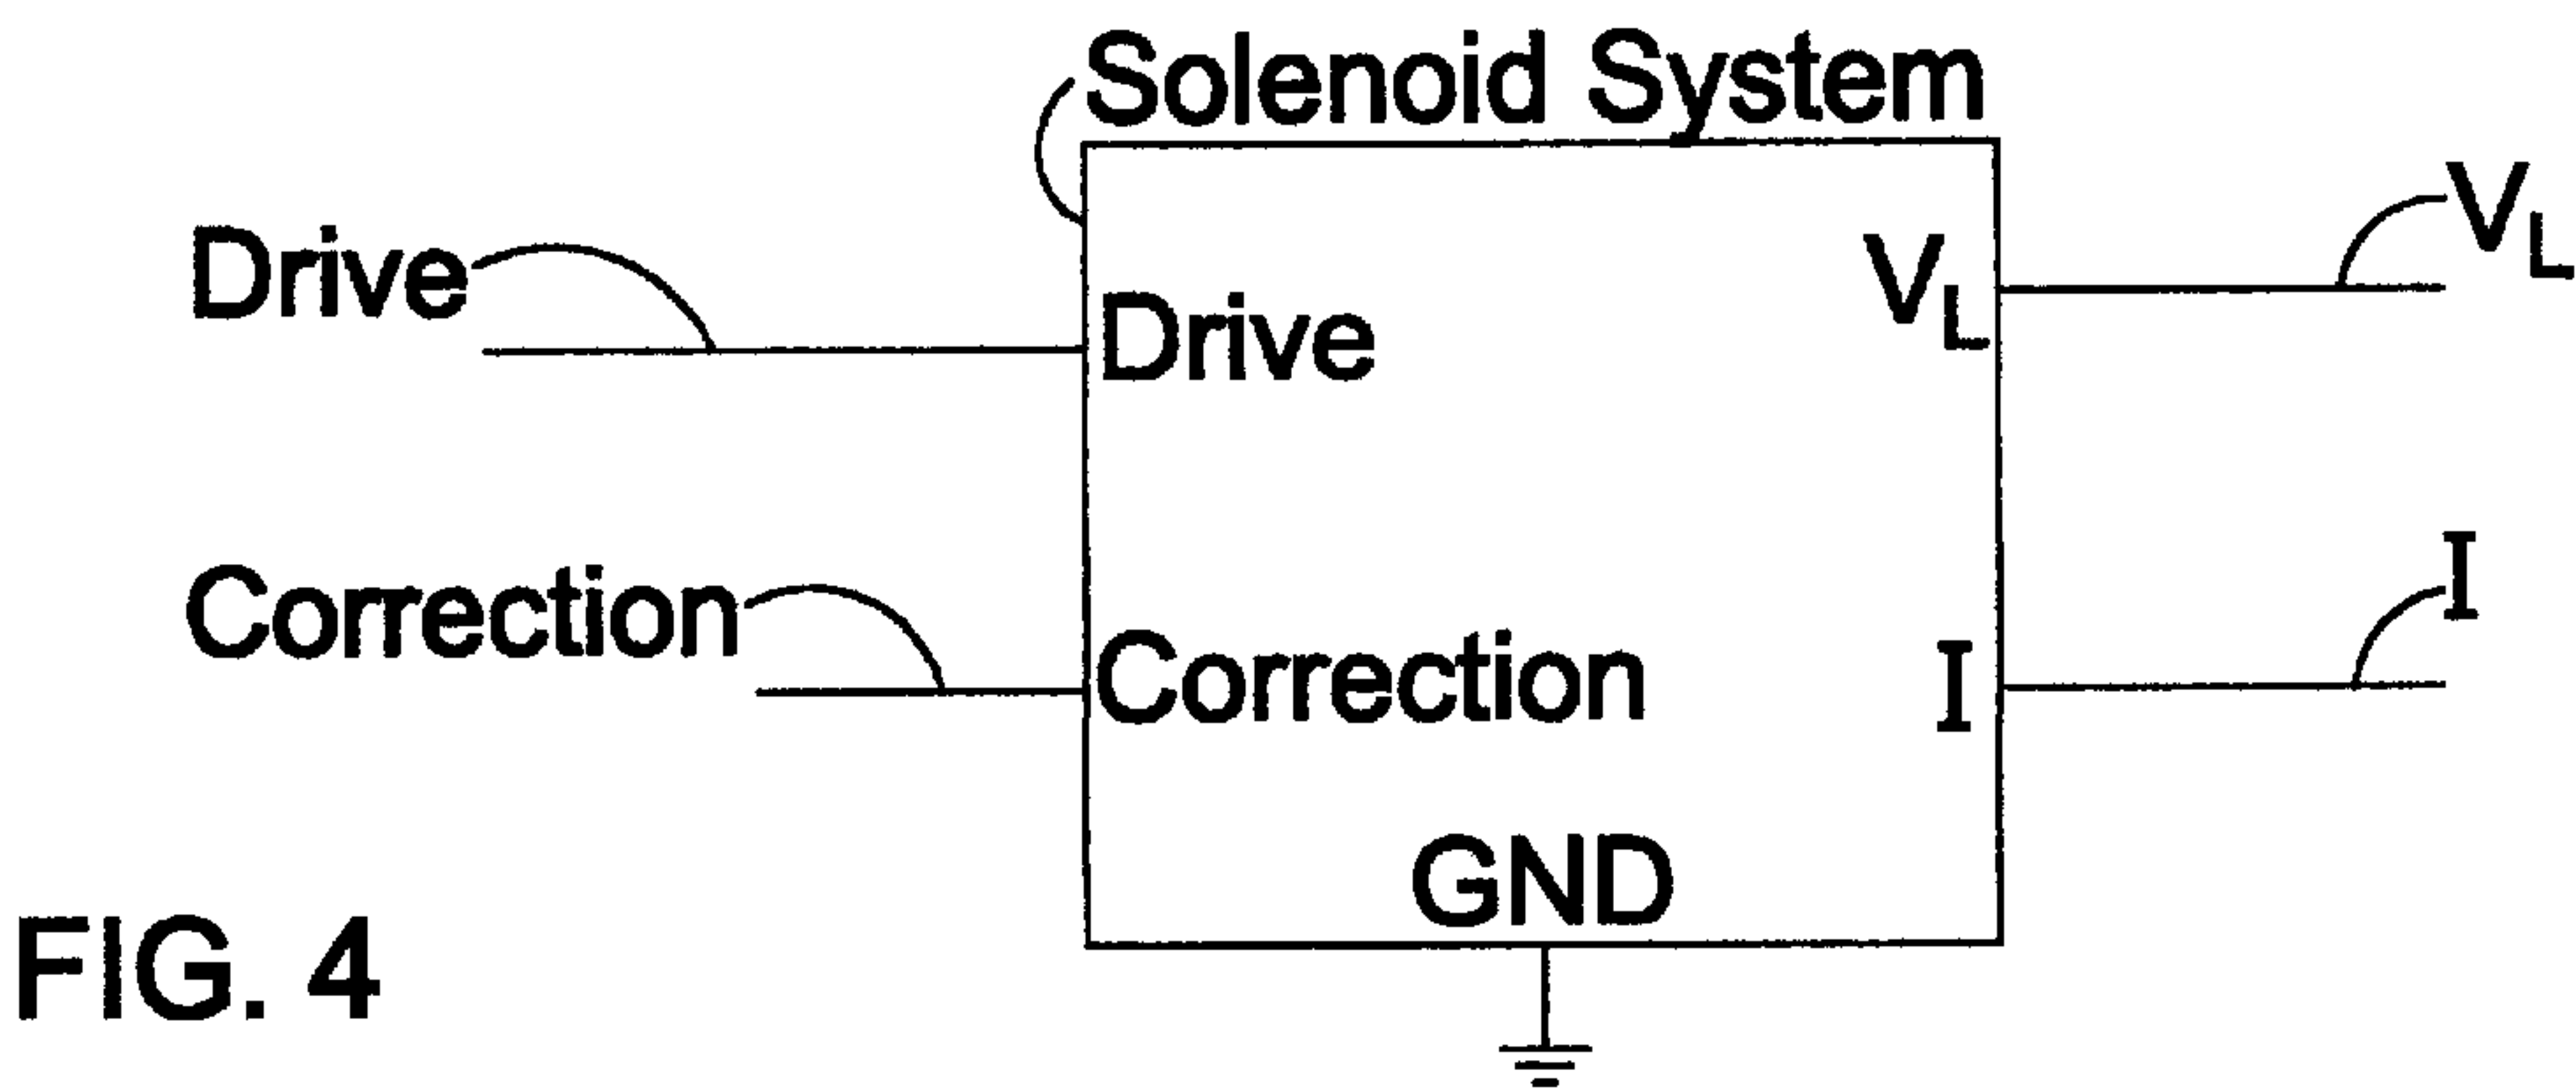 Solenoid System
Drive
Drive
V_L
V_L
Correction
Correction
I
I
GND
FIG. 4